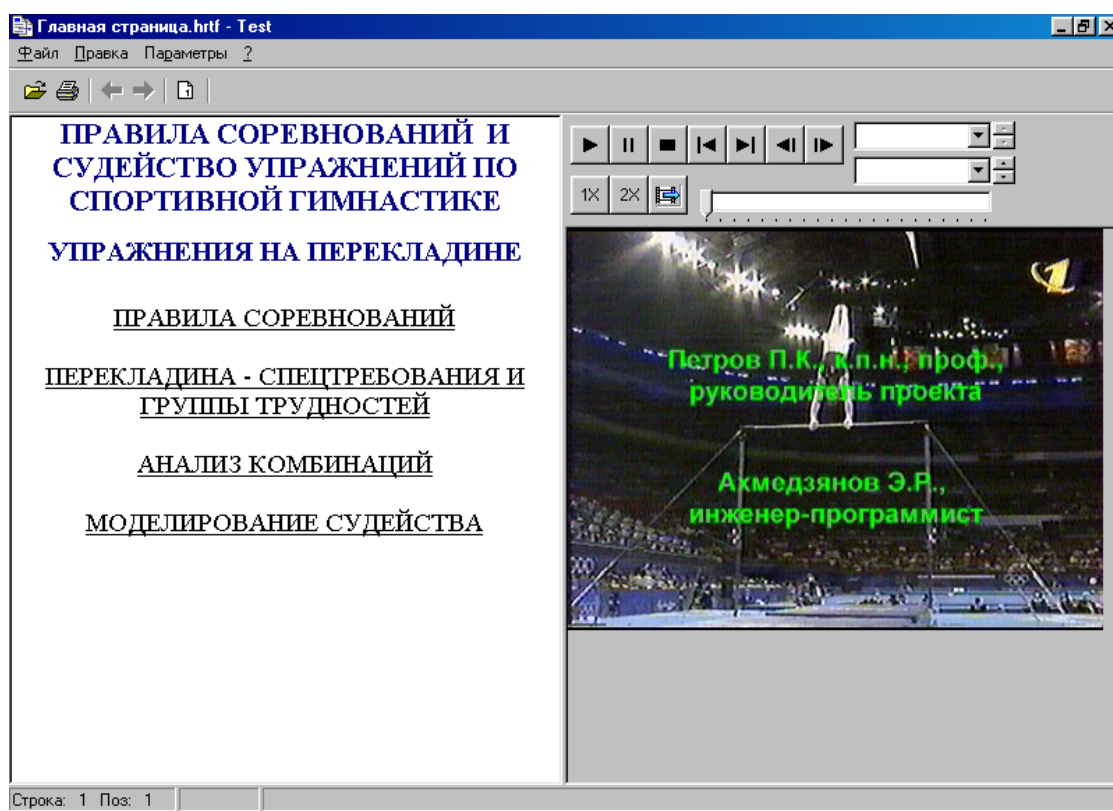 Главная страница.hrtf - Test
Файл Правка Параметры ?
ПРАВИЛА СОРЕВНОВАНИЙ И
СУДЕЙСТВО УПРАЖНЕНИЙ ПО
СПОРТИВНОЙ ГИМНАСТИКЕ
УПРАЖНЕНИЯ НА ПЕРЕКЛАДИНЕ
ПРАВИЛА СОРЕВНОВАНИЙ
ПЕРЕКЛАДИНА - СПЕЦТРЕБОВАНИЯ И
ГРУППЫ ТРУДНОСТЕЙ
АНАЛИЗ КОМБИНАЦИЙ
МОДЕЛИРОВАНИЕ СУДЕЙСТВА
1X 2X
1
Петров П.К., к.п.н., проф.,
руководитель проекта
Ахмедзянов Э.Р.,
инженер-программист
Строка: 1 Поз: 1